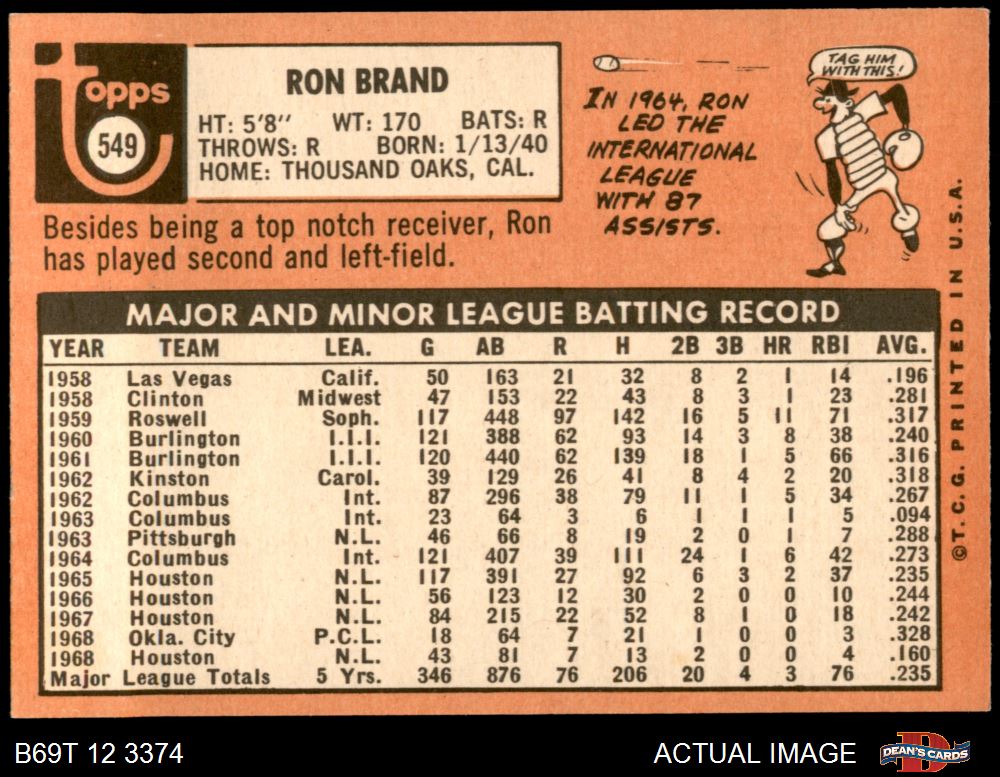 topps
549
RON BRAND
HT: 5'8" WT: 170 BATS: R
THROWS: R BORN: 1/13/40
HOME: THOUSAND OAKS, CAL.
Besides being a top notch receiver, Ron
has played second and left-field.
IN 1964, RON
LED THE
INTERNATIONAL
LEAGUE
WITH 87
ASSISTS.
TAG HIM
WITH THIS!
MAJOR AND MINOR LEAGUE BATTING RECORD
YEAR TEAM LEA. G AB R H 2B 3B HR RBI AVG.
1958 Las Vegas Calif. 50 163 21 32 8 2 1 14 .196
1958 Clinton Midwest 47 153 22 43 8 3 1 23 .281
1959 Roswell Soph. 117 448 97 142 16 5 11 71 .317
1960 Burlington I.I.I. 121 388 62 93 14 3 8 38 .240
1961 Burlington I.I.I. 120 440 62 139 18 1 5 66 .316
1962 Kinston Carol. 39 129 26 41 8 4 2 20 .318
1962 Columbus Int. 87 296 38 79 11 1 5 34 .267
1963 Columbus Int. 23 64 3 6 1 1 1 5 .094
1963 Pittsburgh N.L. 46 66 8 19 2 0 1 7 .288
1964 Columbus Int. 121 407 39 111 24 1 6 42 .273
1965 Houston N.L. 117 391 27 92 6 3 2 37 .235
1966 Houston N.L. 56 123 12 30 2 0 0 10 .244
1967 Houston N.L. 84 215 22 52 8 1 0 18 .242
1968 Okla. City P.C.L. 18 64 7 21 1 0 0 3 .328
1968 Houston N.L. 43 81 7 13 2 0 0 4 .160
Major League Totals 5 Yrs. 346 876 76 206 20 4 3 76 .235
© T. C. G. PRINTED IN U.S.A.
B69T 12 3374
ACTUAL IMAGE
DEAN'S CARDS